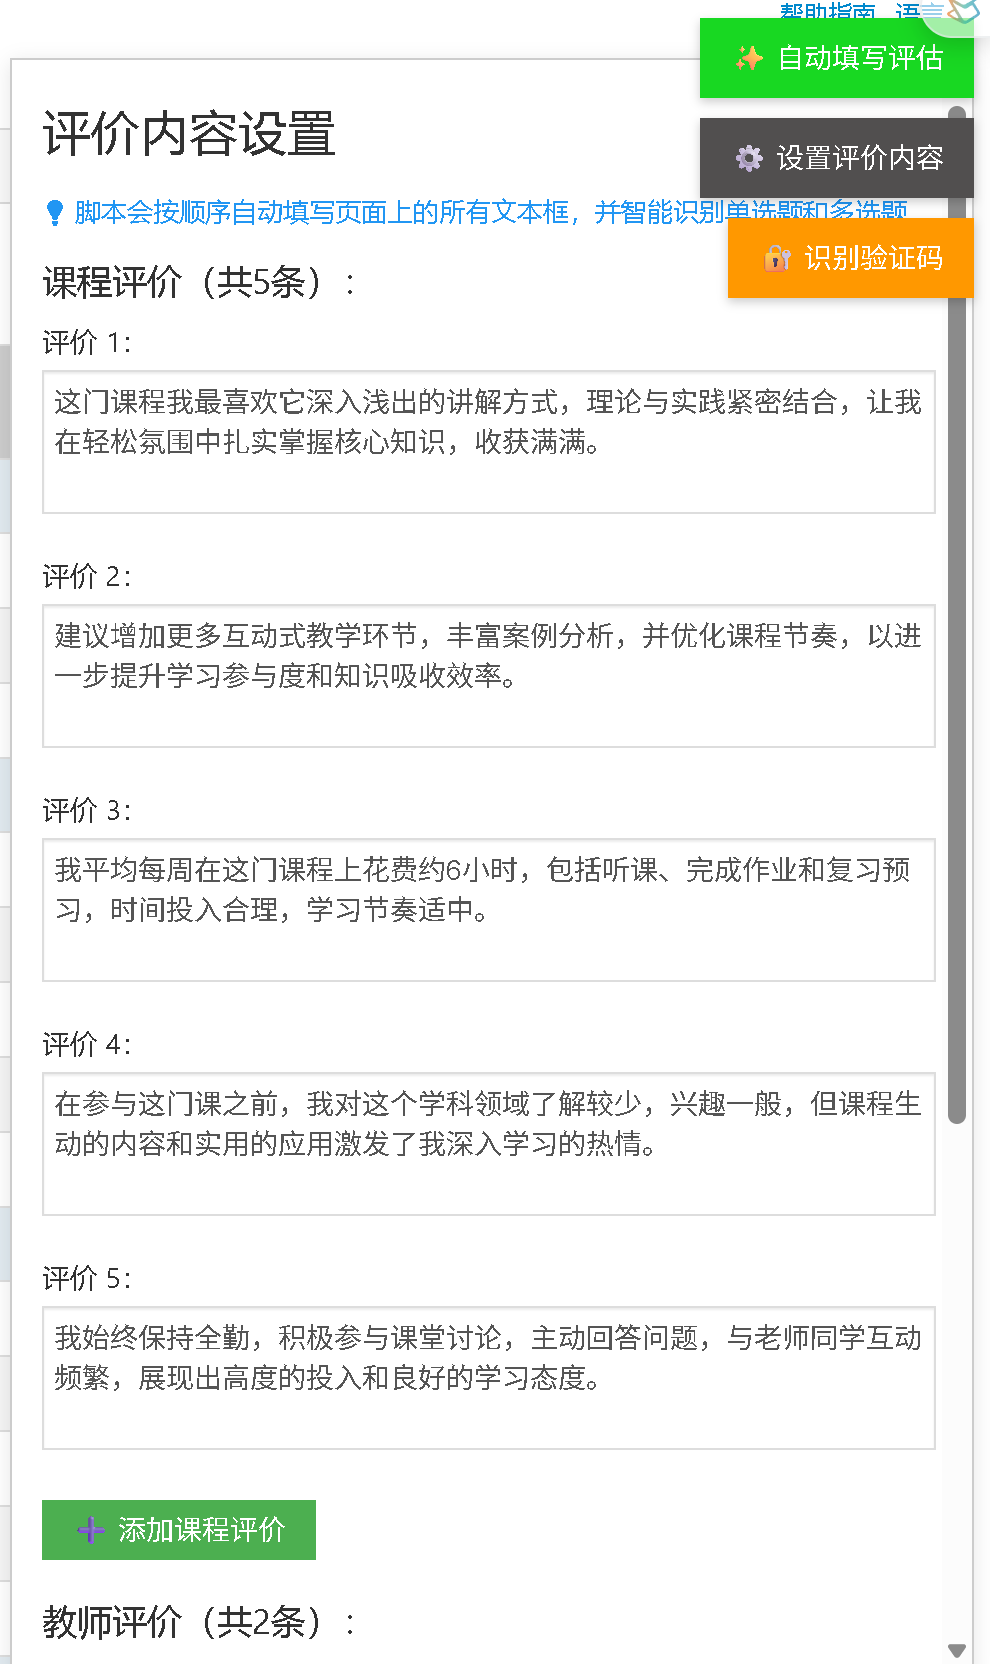 帮助指南 语言
自动填写评估
评价内容设置
设置评价内容
脚本会按顺序自动填写页面上的所有文本框，并智能识别单选题和多选题
识别验证码
课程评价（共5条）：
评价 1：
这门课程我最喜欢它深入浅出的讲解方式，理论与实践紧密结合，让我
在轻松氛围中扎实掌握核心知识，收获满满。
评价 2：
建议增加更多互动式教学环节，丰富案例分析，并优化课程节奏，以进
一步提升学习参与度和知识吸收效率。
评价 3：
我平均每周在这门课程上花费约6小时，包括听课、完成作业和复习预
习，时间投入合理，学习节奏适中。
评价 4：
在参与这门课之前，我对这个学科领域了解较少，兴趣一般，但课程生
动的内容和实用的应用激发了我深入学习的热情。
评价 5：
我始终保持全勤，积极参与课堂讨论，主动回答问题，与老师同学互动
频繁，展现出高度的投入和良好的学习态度。
添加课程评价
教师评价（共2条）：